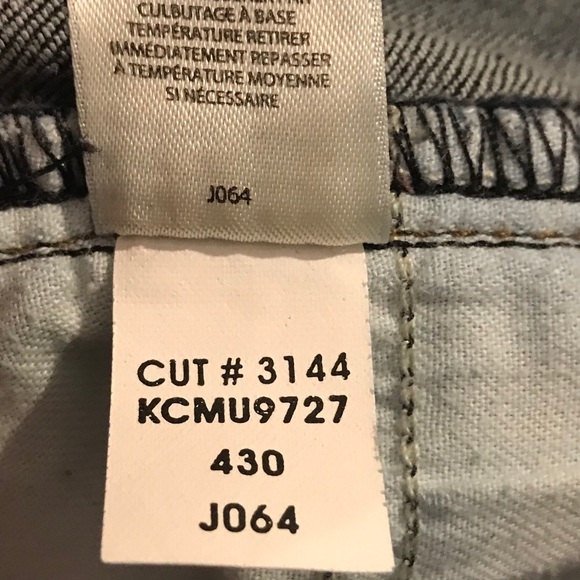 CULBUTAGE À BASE
TEMPÉRATURE RETIRER
IMMÉDIATEMENT REPASSER
À TEMPÉRATURE MOYENNE
SI NÉCESSAIRE
J064
CUT # 3144
KCMU9727
430
J064